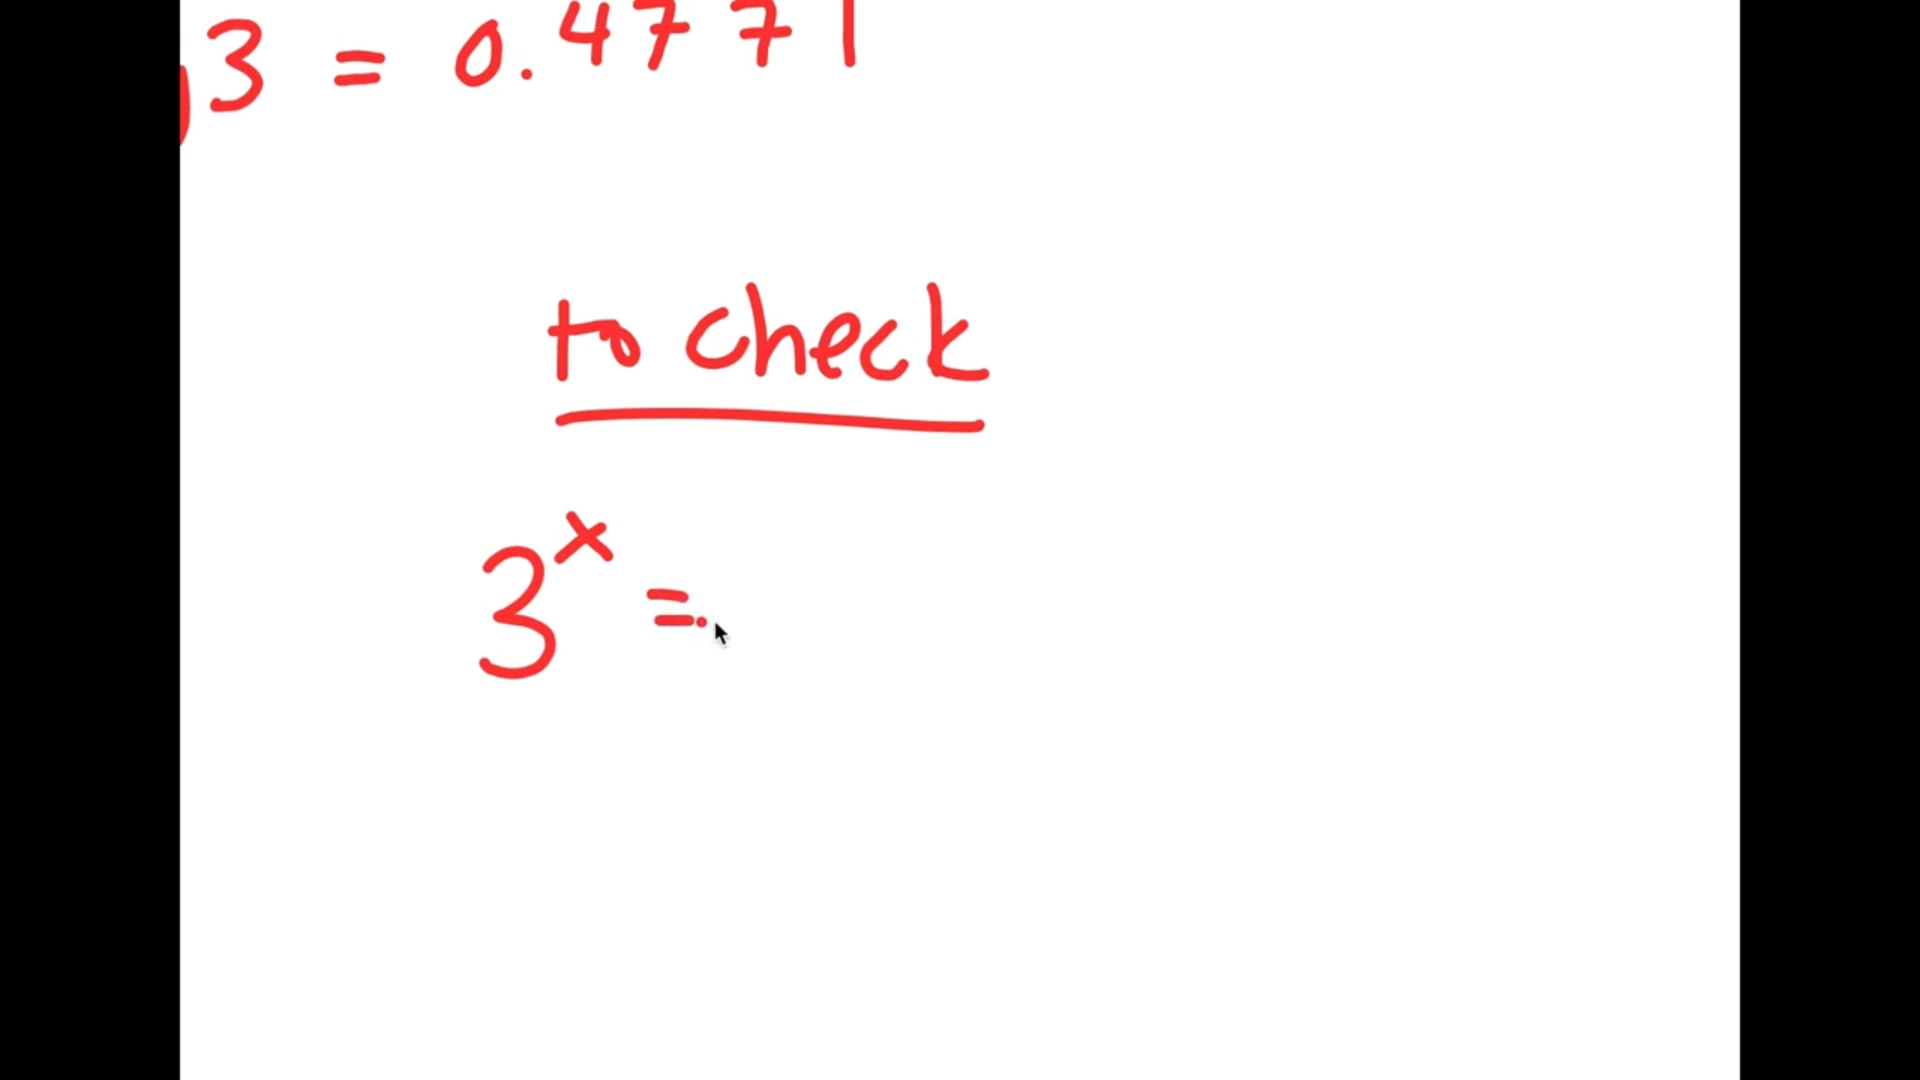 3 = 0.4771
to check
3^x =